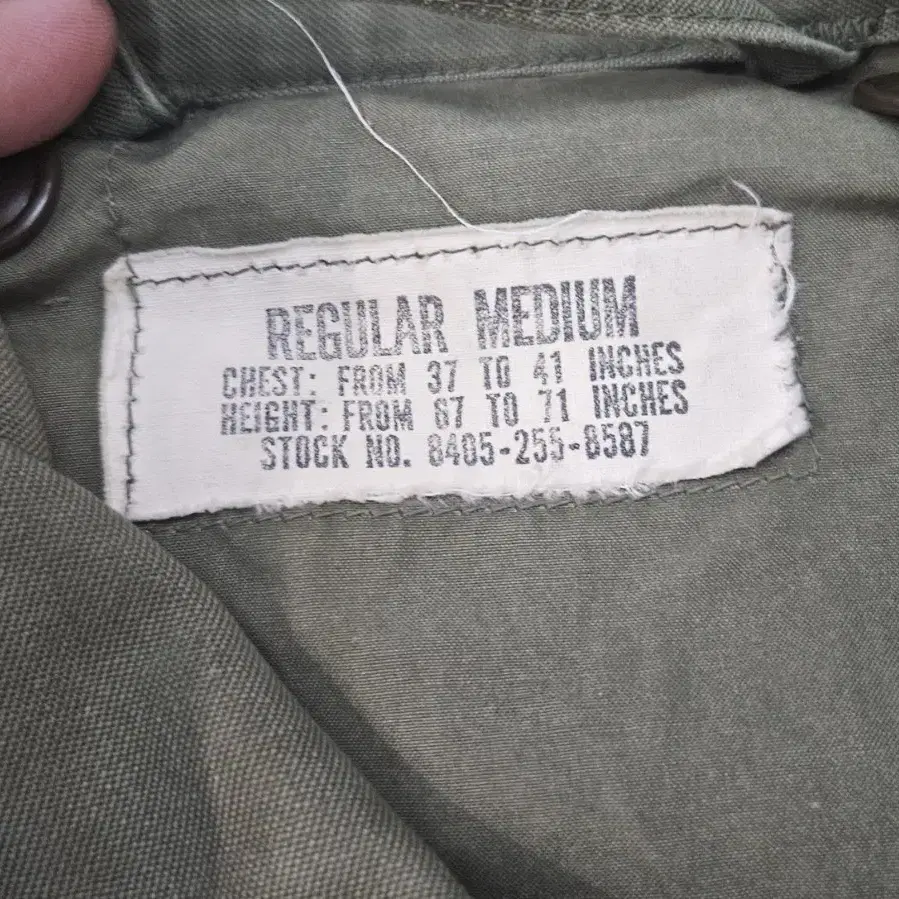 REGULAR MEDIUM
CHEST: FROM 37 TO 41 INCHES
HEIGHT: FROM 67 TO 71 INCHES
STOCK NO. 8405-255-8587